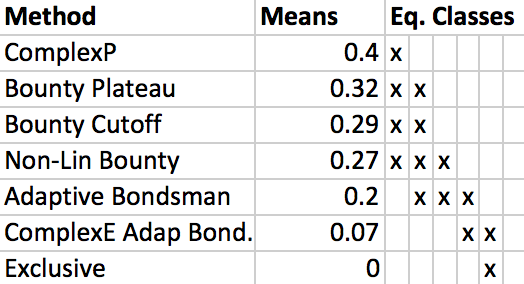 Method Means Eq. Classes
ComplexP 0.4 x
Bounty Plateau 0.32 x x
Bounty Cutoff 0.29 x x
Non-Lin Bounty 0.27 x x x
Adaptive Bondsman 0.2 x x x
ComplexE Adap Bond. 0.07 x x
Exclusive 0 x